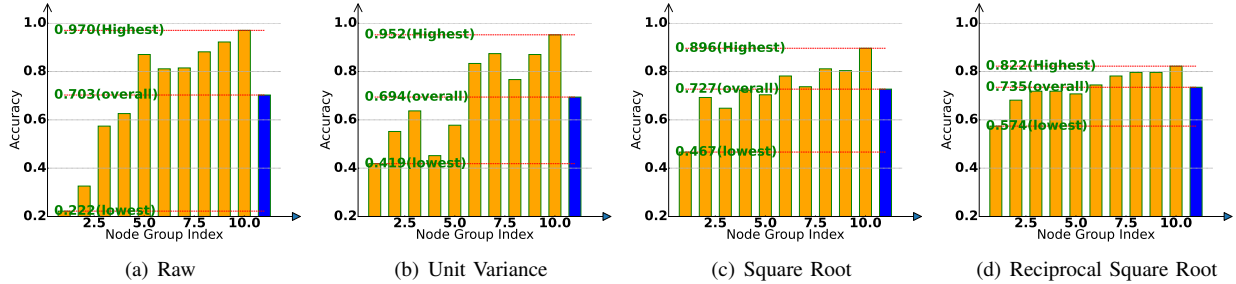 1.0
0.8
0.6
0.4
0.2
Accuracy
0.970(Highest)
0.703(overall)
0.222(lowest)
2.5 5.0 7.5 10.0
Node Group Index
(a) Raw
1.0
0.8
0.6
0.4
0.2
Accuracy
0.952(Highest)
0.694(overall)
0.419(lowest)
2.5 5.0 7.5 10.0
Node Group Index
(b) Unit Variance
1.0
0.8
0.6
0.4
0.2
Accuracy
0.896(Highest)
0.727(overall)
0.467(lowest)
2.5 5.0 7.5 10.0
Node Group Index
(c) Square Root
1.0
0.8
0.6
0.4
0.2
Accuracy
0.822(Highest)
0.735(overall)
0.574(lowest)
2.5 5.0 7.5 10.0
Node Group Index
(d) Reciprocal Square Root